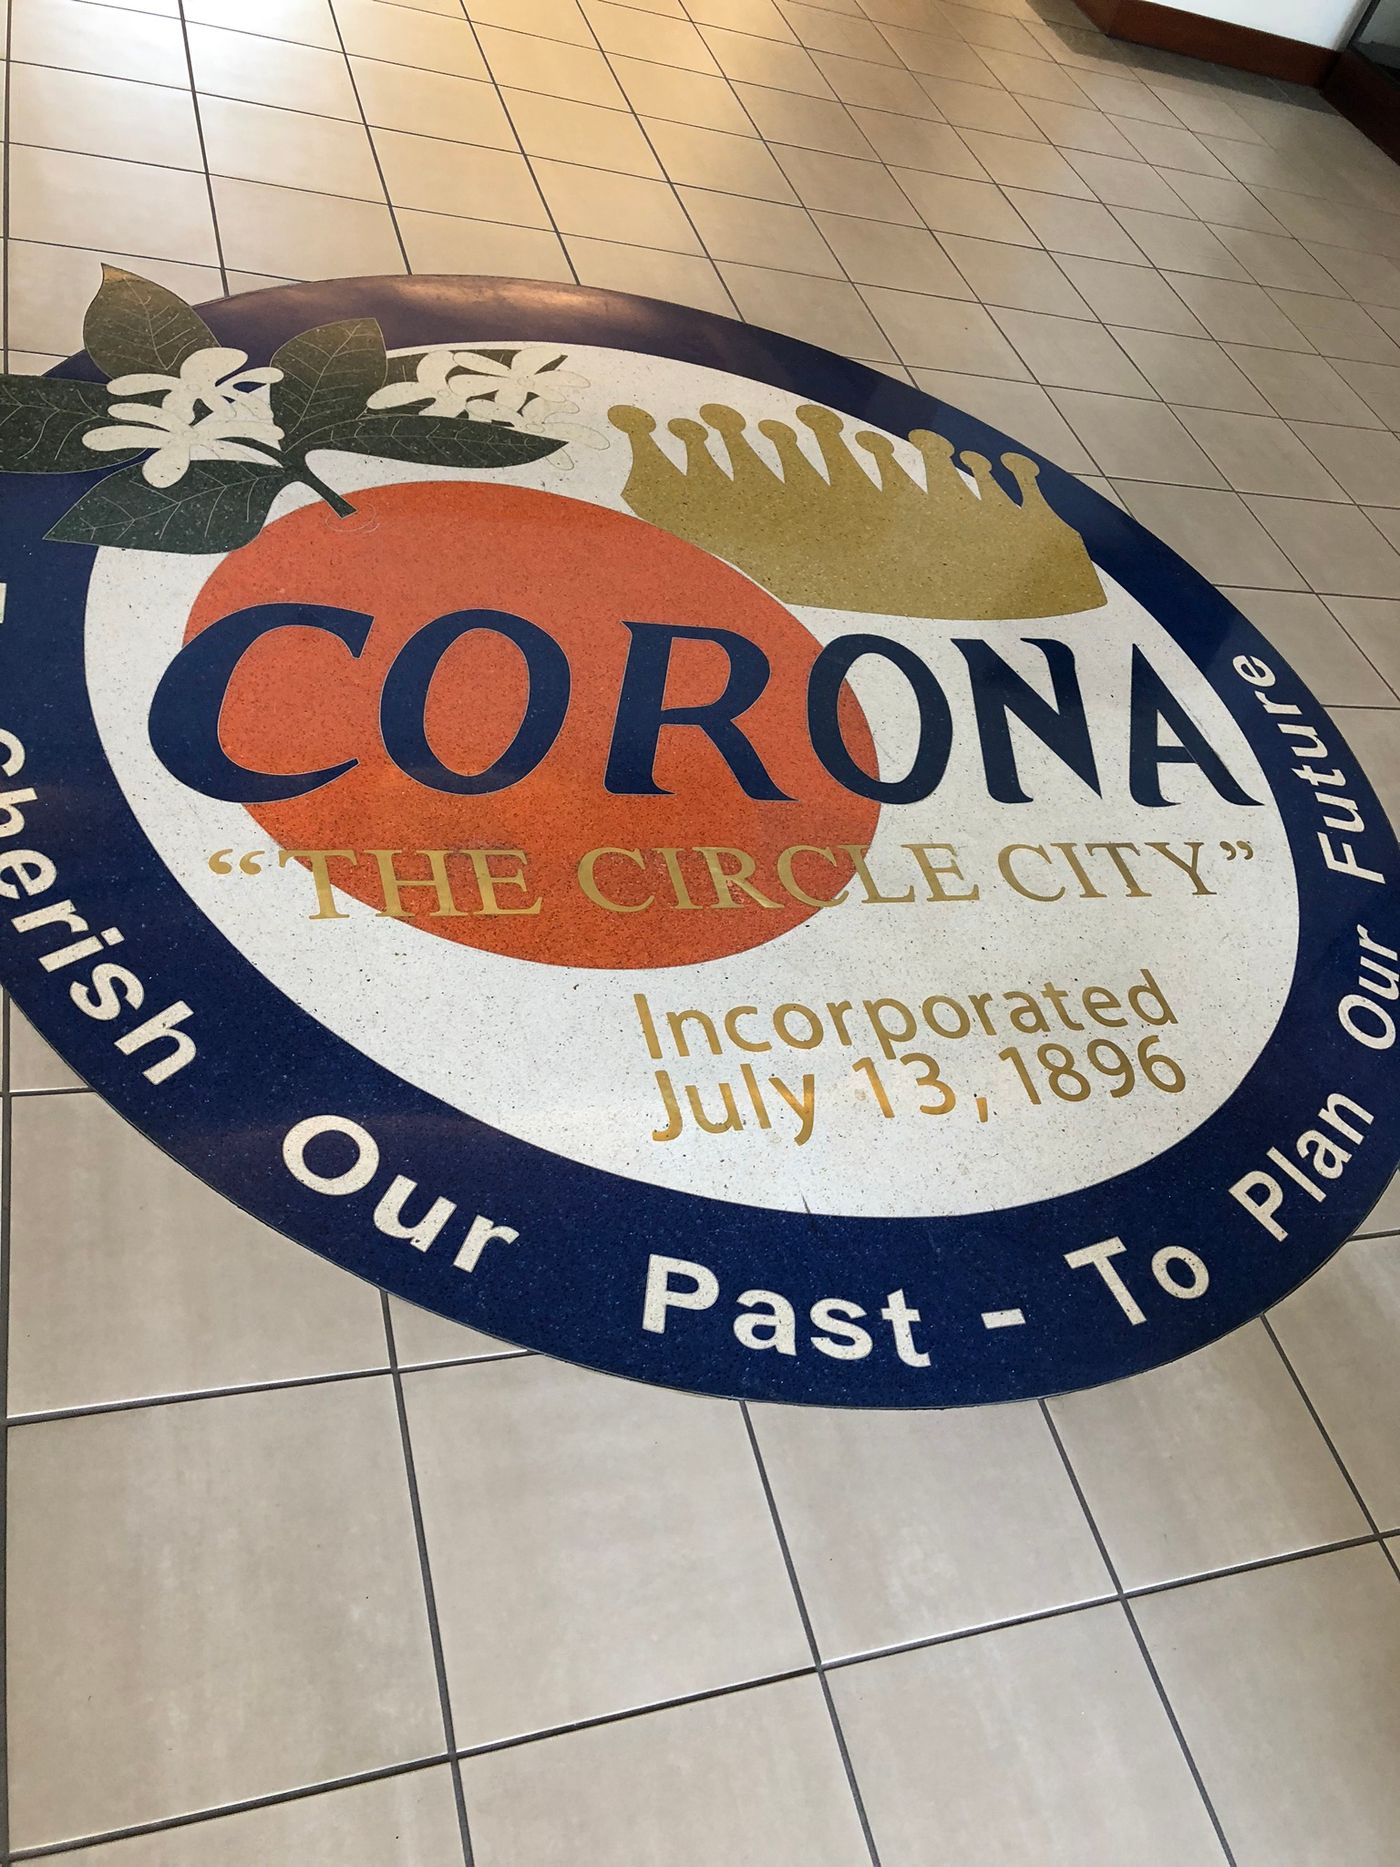 CORONA
"THE CIRCLE CITY"
Incorporated
July 13, 1896
Cherish Our Past - To Plan Our Future